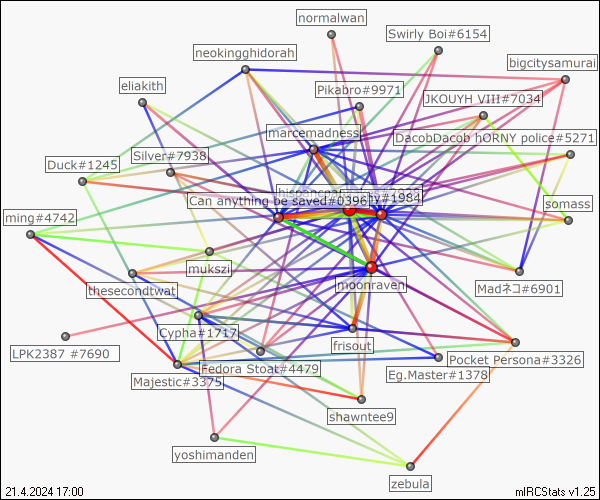 normalwan
Swirly Boi#6154
neokingghidorah
bigcitysamurai
eliakith
Pikabro#9971
JKOUYH VIII#7034
marcemadness
DacobDacob hORNY police#5271
Silver#7938
Duck#1245
Can anything be saved#0396
#1984
somass
ming#4742
mukszi
moonraven
Madネコ#6901
thesecondtwat
Cypha#1717
frisout
LPK2387 #7690
Pocket Persona#3326
Fedora Stoat#4479
Eg.Master#1378
Majestic#3375
shawntee9
yoshimanden
zebula
21.4.2024 17:00
mIRCStats v1.25